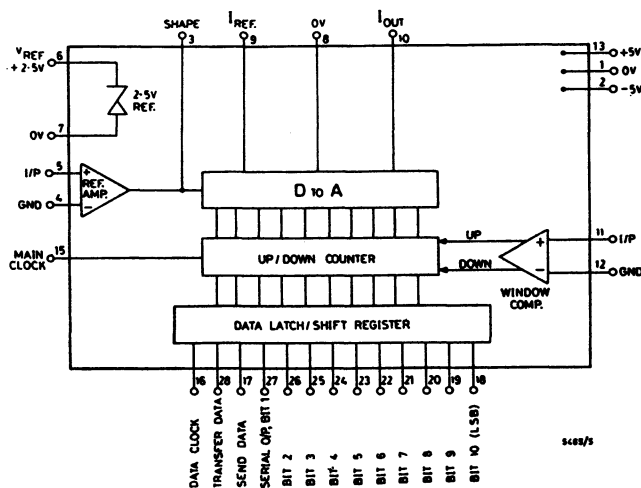 SHAPE
3
I REF.
9
0V
8
I OUT
10
VREF
+2·5V
6
2·5V
REF.
0V
7
I/P
5
+
REF.
AMP.
−
GND
4
D TO A
13
+5V
1
0V
2
-5V
MAIN
CLOCK
15
UP/DOWN COUNTER
UP
DOWN
+
−
WINDOW
COMP.
11
I/P
12
GND
DATA LATCH/SHIFT REGISTER
16
28
17
27
26
25
24
23
22
21
20
19
18
DATA CLOCK
TRANSFER DATA
SEND DATA
SERIAL O/P, BIT 1
BIT 2
BIT 3
BIT 4
BIT 5
BIT 6
BIT 7
BIT 8
BIT 9
BIT 10 (LSB)
5485/5